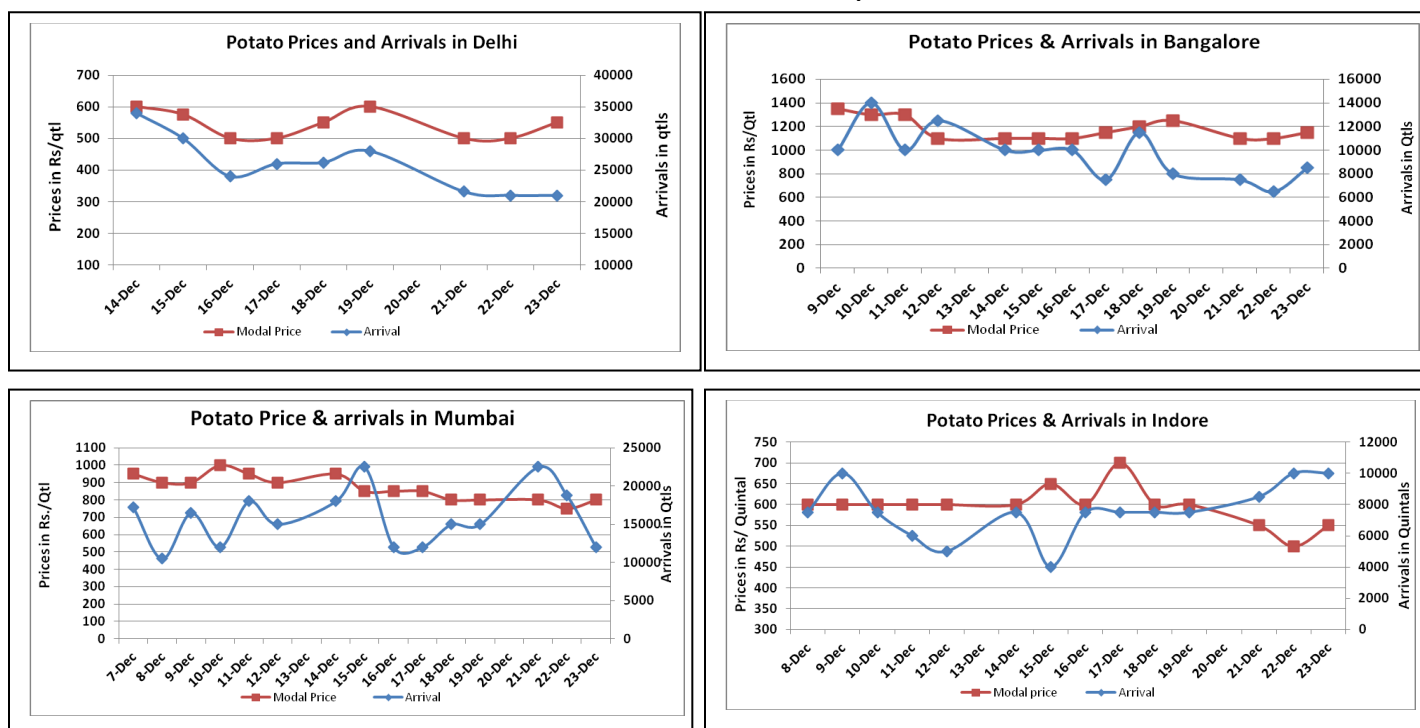 Potato Prices and Arrivals in Delhi
Prices in Rs/qtl
700
600
500
400
300
200
100
40000
35000
30000
25000
20000
15000
10000
Arrivals in qtls
14-Dec
15-Dec
16-Dec
17-Dec
18-Dec
19-Dec
20-Dec
21-Dec
22-Dec
23-Dec
Modal Price
Arrival
Potato Prices & Arrivals in Bangalore
Prices in Rs/Qtl
1600
1400
1200
1000
800
600
400
200
0
16000
14000
12000
10000
8000
6000
4000
2000
0
Arrivals in Qtls
9-Dec
10-Dec
11-Dec
12-Dec
13-Dec
14-Dec
15-Dec
16-Dec
17-Dec
18-Dec
19-Dec
20-Dec
21-Dec
22-Dec
23-Dec
Modal Price
Arrival
Potato Price & arrivals in Mumbai
Prices in Rs./Qtl
1100
1000
900
800
700
600
500
400
300
200
100
0
25000
20000
15000
10000
5000
0
Arrivals in Qtls
7-Dec
8-Dec
9-Dec
10-Dec
11-Dec
12-Dec
13-Dec
14-Dec
15-Dec
16-Dec
17-Dec
18-Dec
19-Dec
20-Dec
21-Dec
22-Dec
23-Dec
Modal Price
Arrival
Potato Prices & Arrivals in Indore
Prices in Rs/ Quintal
750
700
650
600
550
500
450
400
350
300
12000
10000
8000
6000
4000
2000
0
Arrivals in Quintals
8-Dec
9-Dec
10-Dec
11-Dec
12-Dec
13-Dec
14-Dec
15-Dec
16-Dec
17-Dec
18-Dec
19-Dec
20-Dec
21-Dec
22-Dec
23-Dec
Modal price
Arrival